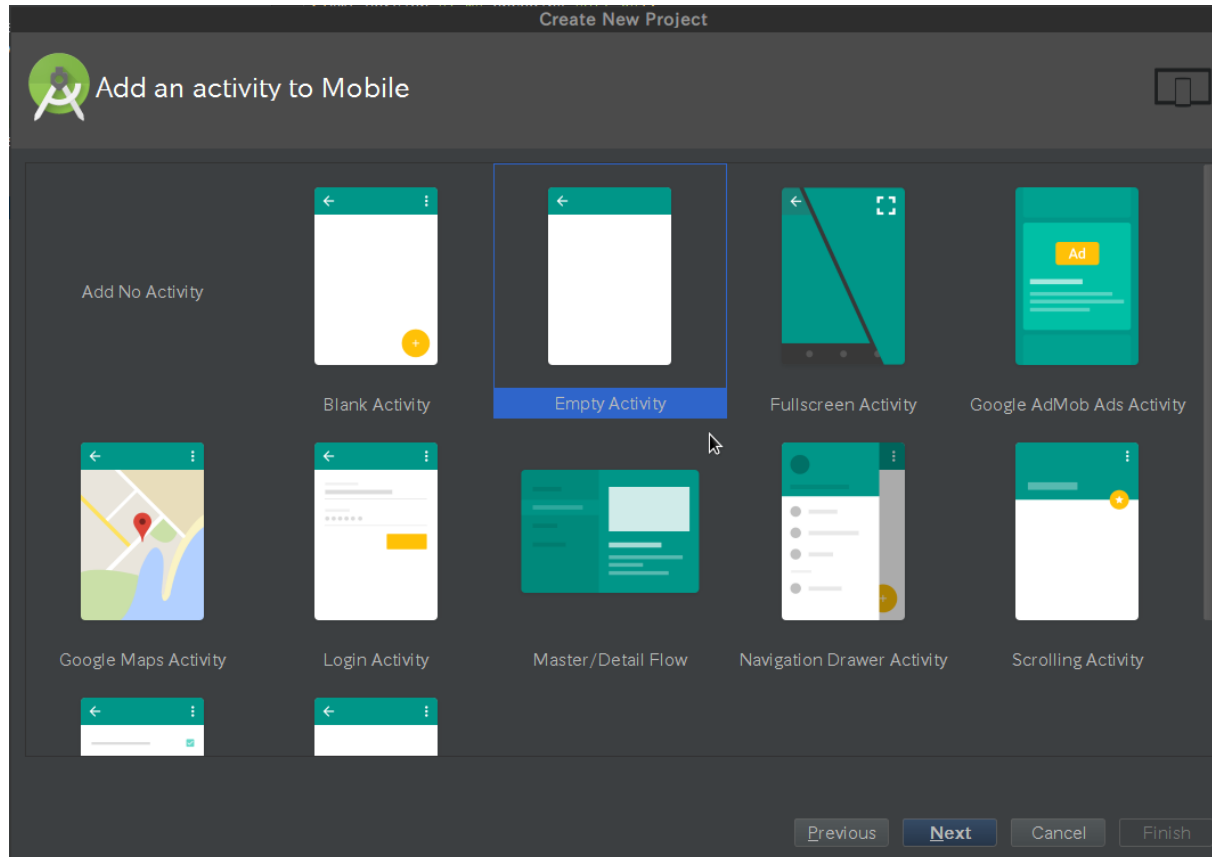 Create New Project
Add an activity to Mobile
Add No Activity
Blank Activity
Empty Activity
Fullscreen Activity
Ad
Google AdMob Ads Activity
Google Maps Activity
Login Activity
Master/Detail Flow
Navigation Drawer Activity
Scrolling Activity
Previous
Next
Cancel
Finish